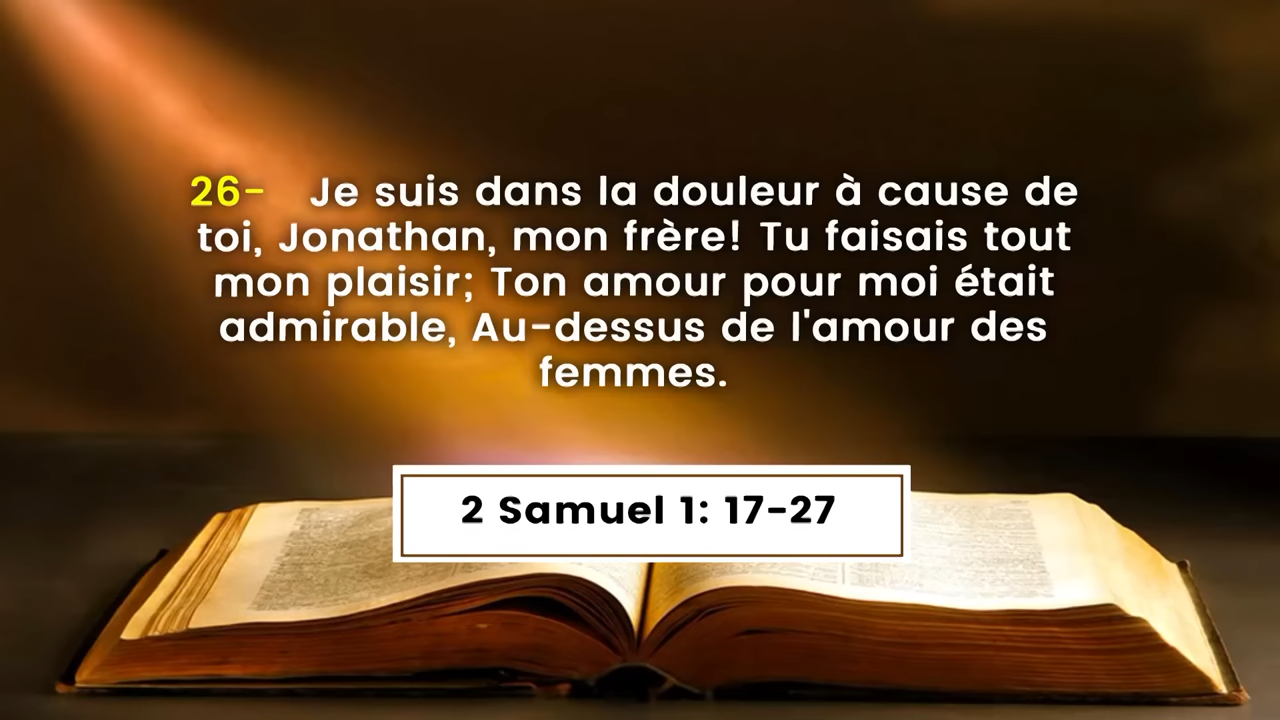 26- Je suis dans la douleur à cause de
toi, Jonathan, mon frère! Tu faisais tout
mon plaisir; Ton amour pour moi était
admirable, Au-dessus de l'amour des
femmes.
2 Samuel 1: 17-27